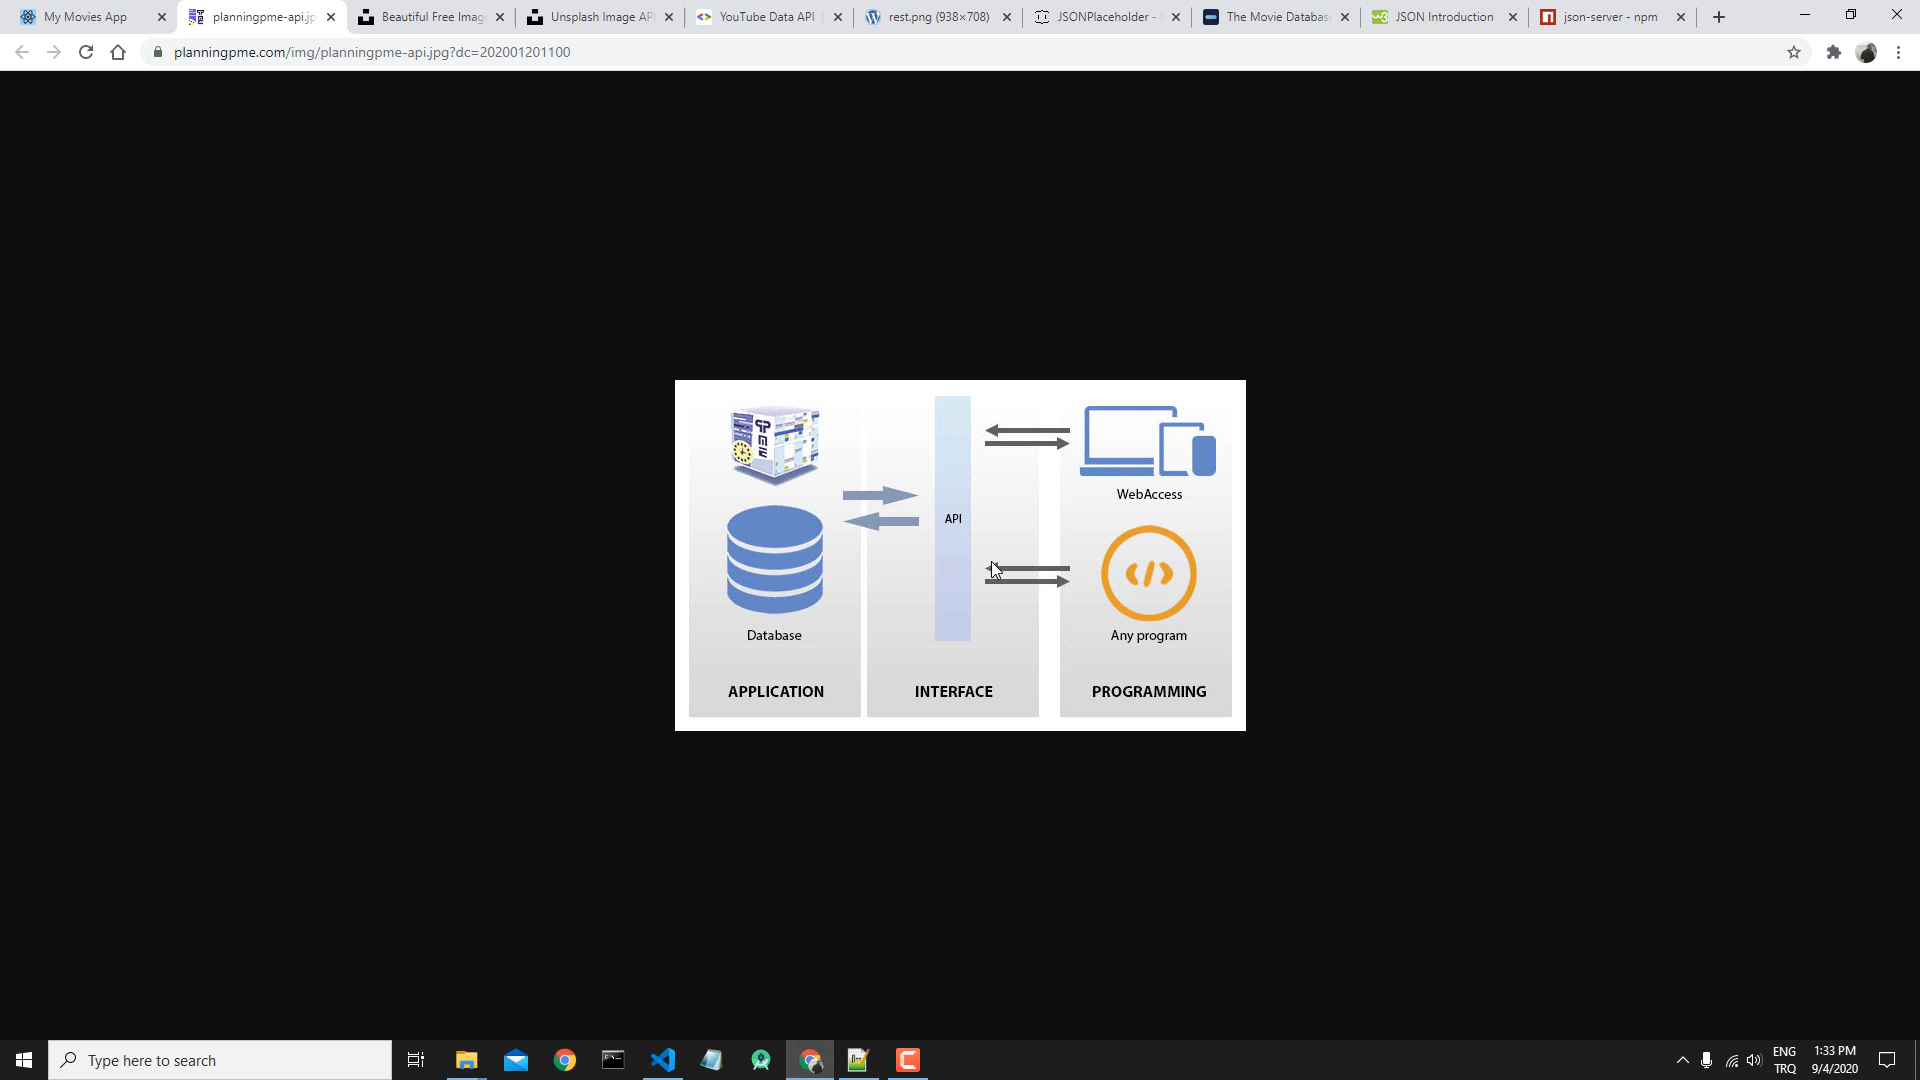 My Movies App
planningpme-api.jp
Beautiful Free Imag
Unsplash Image AP
YouTube Data API
rest.png (938×708)
JSONPlaceholder -
The Movie Databas
JSON Introduction
json-server - npm
planningpme.com/img/planningpme-api.jpg?dc=202001201100
WebAccess
API
Database
Any program
APPLICATION
INTERFACE
PROGRAMMING
Type here to search
ENG
TRQ
1:33 PM
9/4/2020